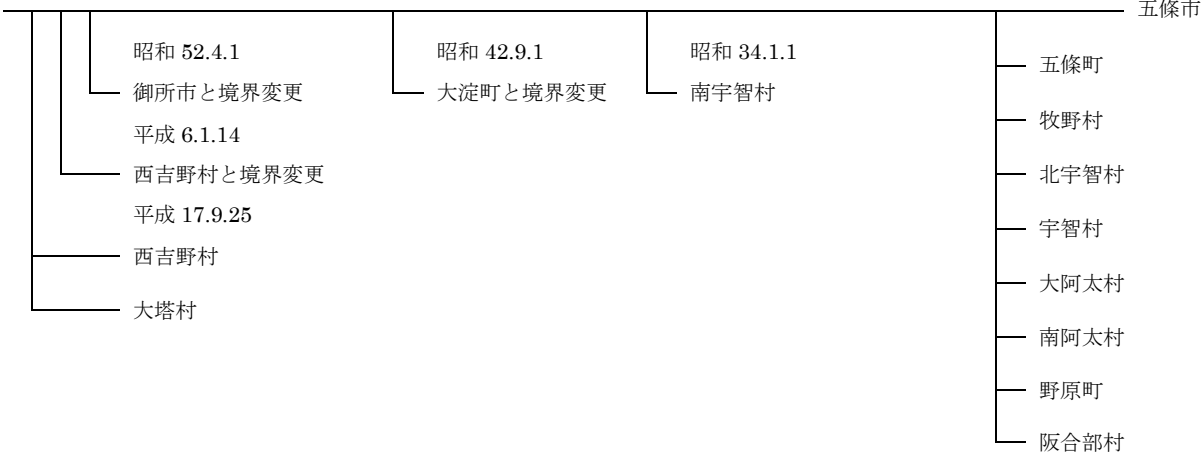 五條市
昭和 52.4.1
御所市と境界変更
平成 6.1.14
西吉野村と境界変更
平成 17.9.25
西吉野村
大塔村
昭和 42.9.1
大淀町と境界変更
昭和 34.1.1
南宇智村
五條町
牧野村
北宇智村
宇智村
大阿太村
南阿太村
野原町
阪合部村